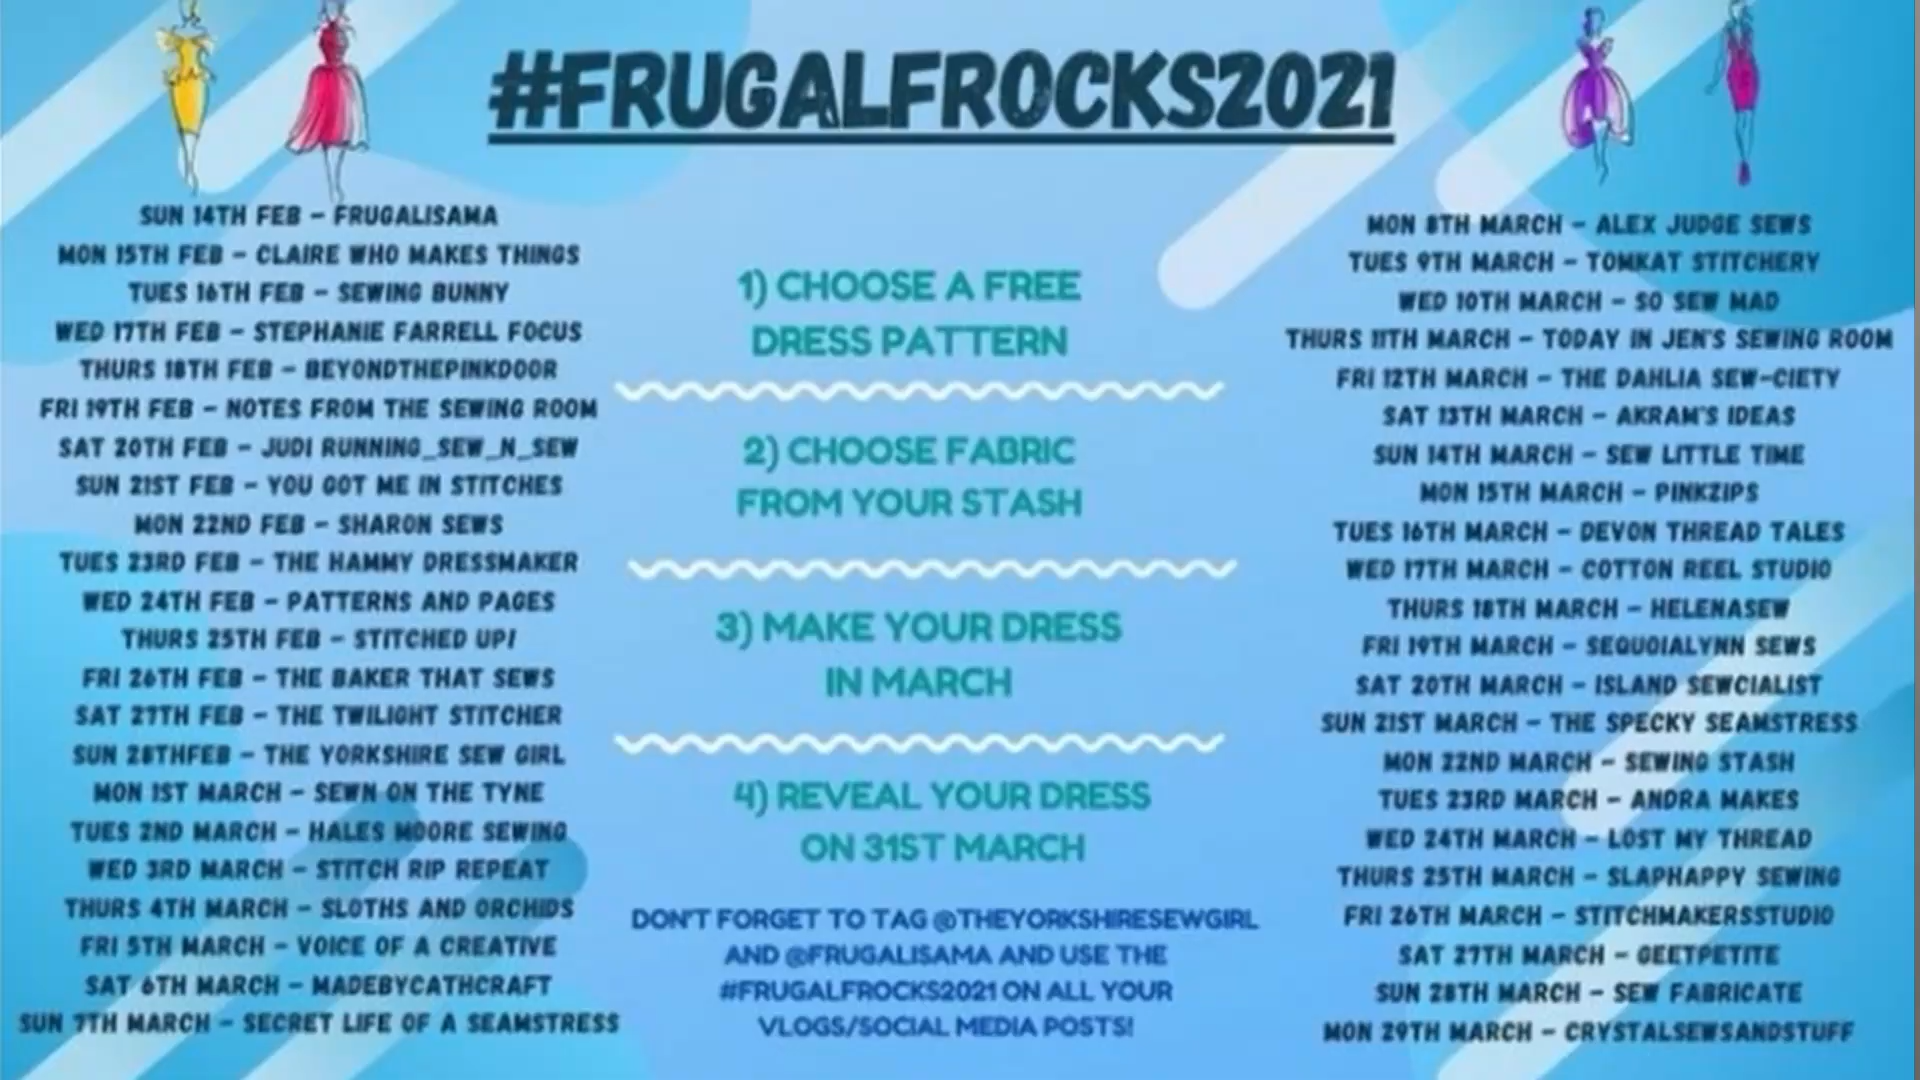 #FRUGALFROCKS2021
SUN 14TH FEB - FRUGALISAMA
MON 15TH FEB - CLAIRE WHO MAKES THINGS
TUES 16TH FEB - SEWING BUNNY
WED 17TH FEB - STEPHANIE FARRELL FOCUS
THURS 18TH FEB - BEYONDTHEPINKDOOR
FRI 19TH FEB - NOTES FROM THE SEWING ROOM
SAT 20TH FEB - JUDI RUNNING_SEW_N_SEW
SUN 21ST FEB - YOU GOT ME IN STITCHES
MON 22ND FEB - SHARON SEWS
TUES 23RD FEB - THE HAMMY DRESSMAKER
WED 24TH FEB - PATTERNS AND PAGES
THURS 25TH FEB - STITCHED UP!
FRI 26TH FEB - THE BAKER THAT SEWS
SAT 27TH FEB - THE TWILIGHT STITCHER
SUN 28THFEB - THE YORKSHIRE SEW GIRL
MON 1ST MARCH - SEWN ON THE TYNE
TUES 2ND MARCH - HALES MOORE SEWING
WED 3RD MARCH - STITCH RIP REPEAT
THURS 4TH MARCH - SLOTHS AND ORCHIDS
FRI 5TH MARCH - VOICE OF A CREATIVE
SAT 6TH MARCH - MADEBYCATHCRAFT
SUN 7TH MARCH - SECRET LIFE OF A SEAMSTRESS
1) CHOOSE A FREE
DRESS PATTERN
2) CHOOSE FABRIC
FROM YOUR STASH
3) MAKE YOUR DRESS
IN MARCH
4) REVEAL YOUR DRESS
ON 31ST MARCH
DON'T FORGET TO TAG @THEYORKSHIRESEWGIRL
AND @FRUGALISAMA AND USE THE
#FRUGALFROCKS2021 ON ALL YOUR
VLOGS/SOCIAL MEDIA POSTS!
MON 8TH MARCH - ALEX JUDGE SEWS
TUES 9TH MARCH - TOMKAT STITCHERY
WED 10TH MARCH - SO SEW MAD
THURS 11TH MARCH - TODAY IN JEN'S SEWING ROOM
FRI 12TH MARCH - THE DAHLIA SEW-CIETY
SAT 13TH MARCH - AKRAM'S IDEAS
SUN 14TH MARCH - SEW LITTLE TIME
MON 15TH MARCH - PINKZIPS
TUES 16TH MARCH - DEVON THREAD TALES
WED 17TH MARCH - COTTON REEL STUDIO
THURS 18TH MARCH - HELENASEW
FRI 19TH MARCH - SEQUOIALYNN SEWS
SAT 20TH MARCH - ISLAND SEWCIALIST
SUN 21ST MARCH - THE SPECKY SEAMSTRESS
MON 22ND MARCH - SEWING STASH
TUES 23RD MARCH - ANDRA MAKES
WED 24TH MARCH - LOST MY THREAD
THURS 25TH MARCH - SLAPHAPPY SEWING
FRI 26TH MARCH - STITCHMAKERSSTUDIO
SAT 27TH MARCH - GEETPETITE
SUN 28TH MARCH - SEW FABRICATE
MON 29TH MARCH - CRYSTALSEWSANDSTUFF